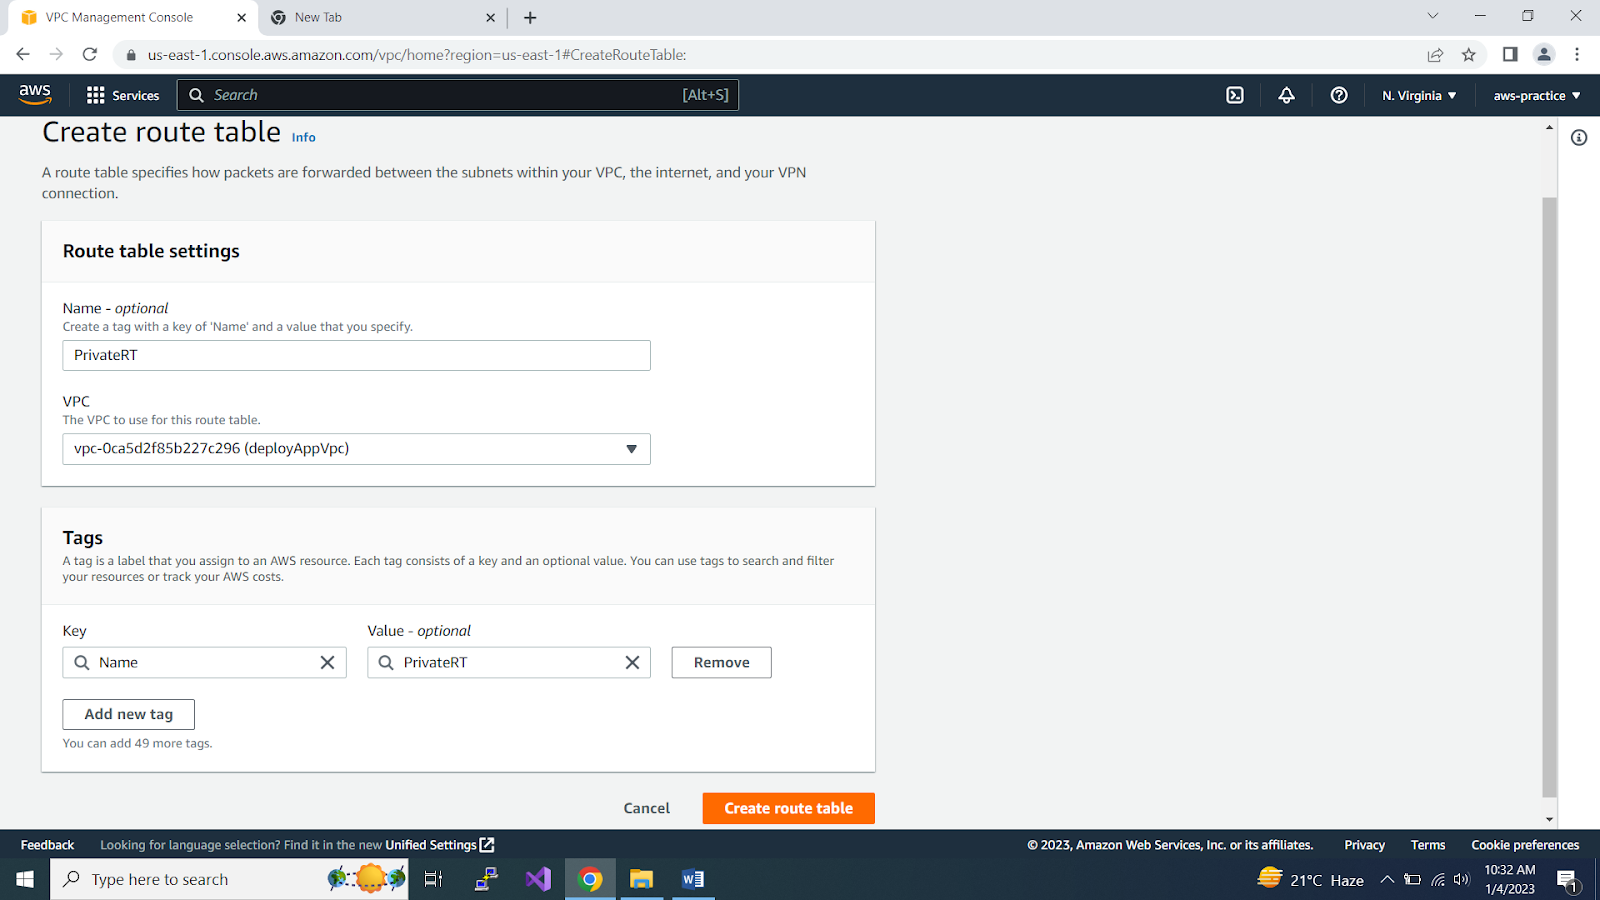 VPC Management Console
New Tab
us-east-1.console.aws.amazon.com/vpc/home?region=us-east-1#CreateRouteTable:
aws
Services
Search
[Alt+S]
N. Virginia
aws-practice
Create route table Info
A route table specifies how packets are forwarded between the subnets within your VPC, the internet, and your VPN
connection.
Route table settings
Name - optional
Create a tag with a key of 'Name' and a value that you specify.
PrivateRT
VPC
The VPC to use for this route table.
vpc-0ca5d2f85b227c296 (deployAppVpc)
Tags
A tag is a label that you assign to an AWS resource. Each tag consists of a key and an optional value. You can use tags to search and filter
your resources or track your AWS costs.
Key
Value - optional
Name
PrivateRT
Remove
Add new tag
You can add 49 more tags.
Cancel
Create route table
Feedback
Looking for language selection? Find it in the new Unified Settings
© 2023, Amazon Web Services, Inc. or its affiliates.
Privacy
Terms
Cookie preferences
Type here to search
21°C Haze
10:32 AM
1/4/2023
1